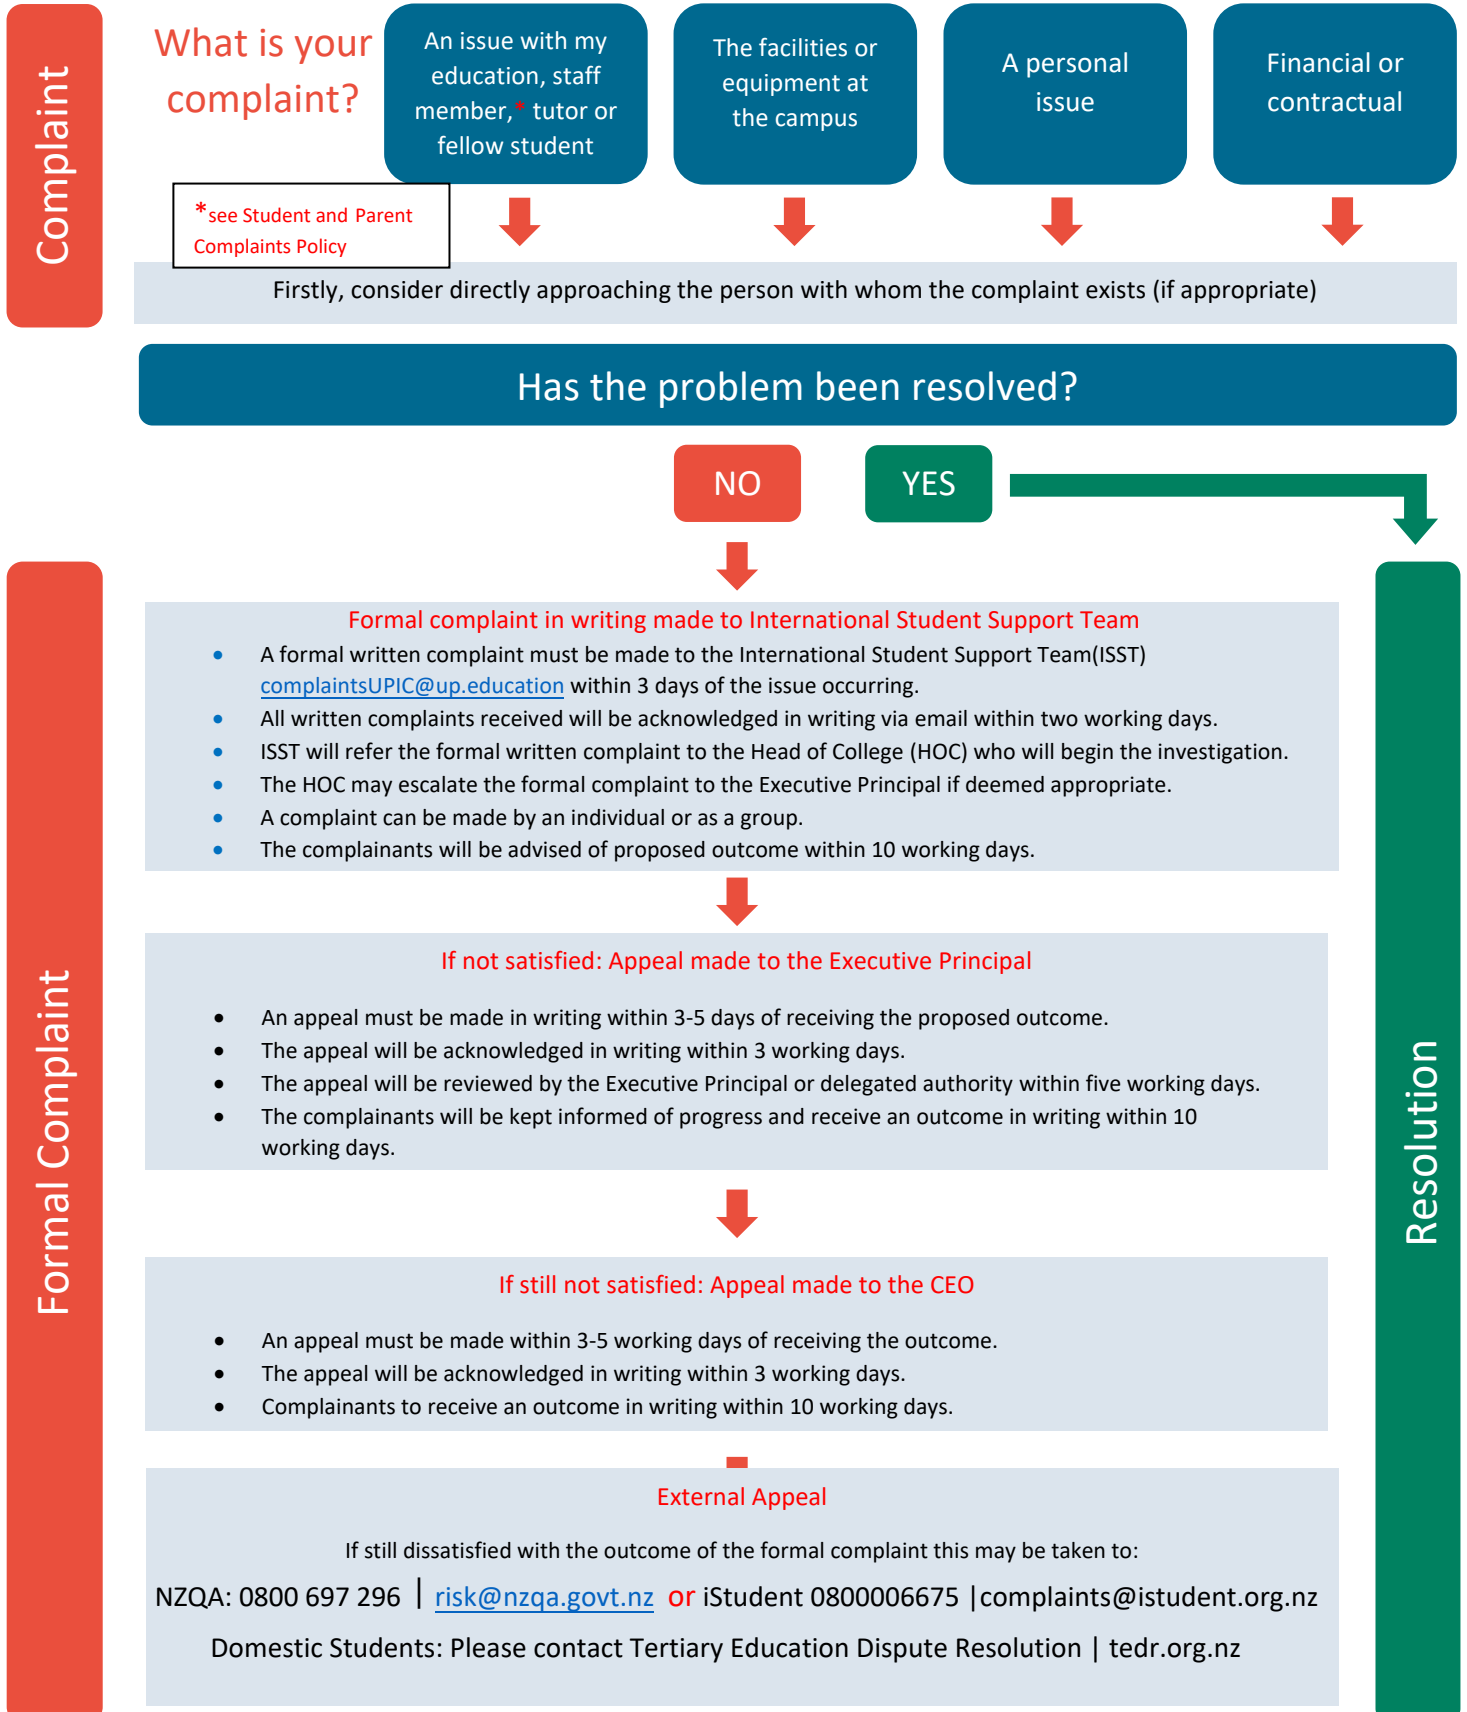 Complaint
What is your
complaint?
An issue with my
education, staff
member,* tutor or
fellow student
The facilities or
equipment at
the campus
A personal
issue
Financial or
contractual
*see Student and Parent
Complaints Policy
Firstly, consider directly approaching the person with whom the complaint exists (if appropriate)
Has the problem been resolved?
NO
YES
Formal Complaint
Resolution
Formal complaint in writing made to International Student Support Team
• A formal written complaint must be made to the International Student Support Team(ISST)
complaintsUPIC@up.education within 3 days of the issue occurring.
• All written complaints received will be acknowledged in writing via email within two working days.
• ISST will refer the formal written complaint to the Head of College (HOC) who will begin the investigation.
• The HOC may escalate the formal complaint to the Executive Principal if deemed appropriate.
• A complaint can be made by an individual or as a group.
• The complainants will be advised of proposed outcome within 10 working days.
If not satisfied: Appeal made to the Executive Principal
• An appeal must be made in writing within 3-5 days of receiving the proposed outcome.
• The appeal will be acknowledged in writing within 3 working days.
• The appeal will be reviewed by the Executive Principal or delegated authority within five working days.
• The complainants will be kept informed of progress and receive an outcome in writing within 10
working days.
If still not satisfied: Appeal made to the CEO
• An appeal must be made within 3-5 working days of receiving the outcome.
• The appeal will be acknowledged in writing within 3 working days.
• Complainants to receive an outcome in writing within 10 working days.
External Appeal
If still dissatisfied with the outcome of the formal complaint this may be taken to:
NZQA: 0800 697 296 | risk@nzqa.govt.nz or iStudent 0800006675 |complaints@istudent.org.nz
Domestic Students: Please contact Tertiary Education Dispute Resolution | tedr.org.nz